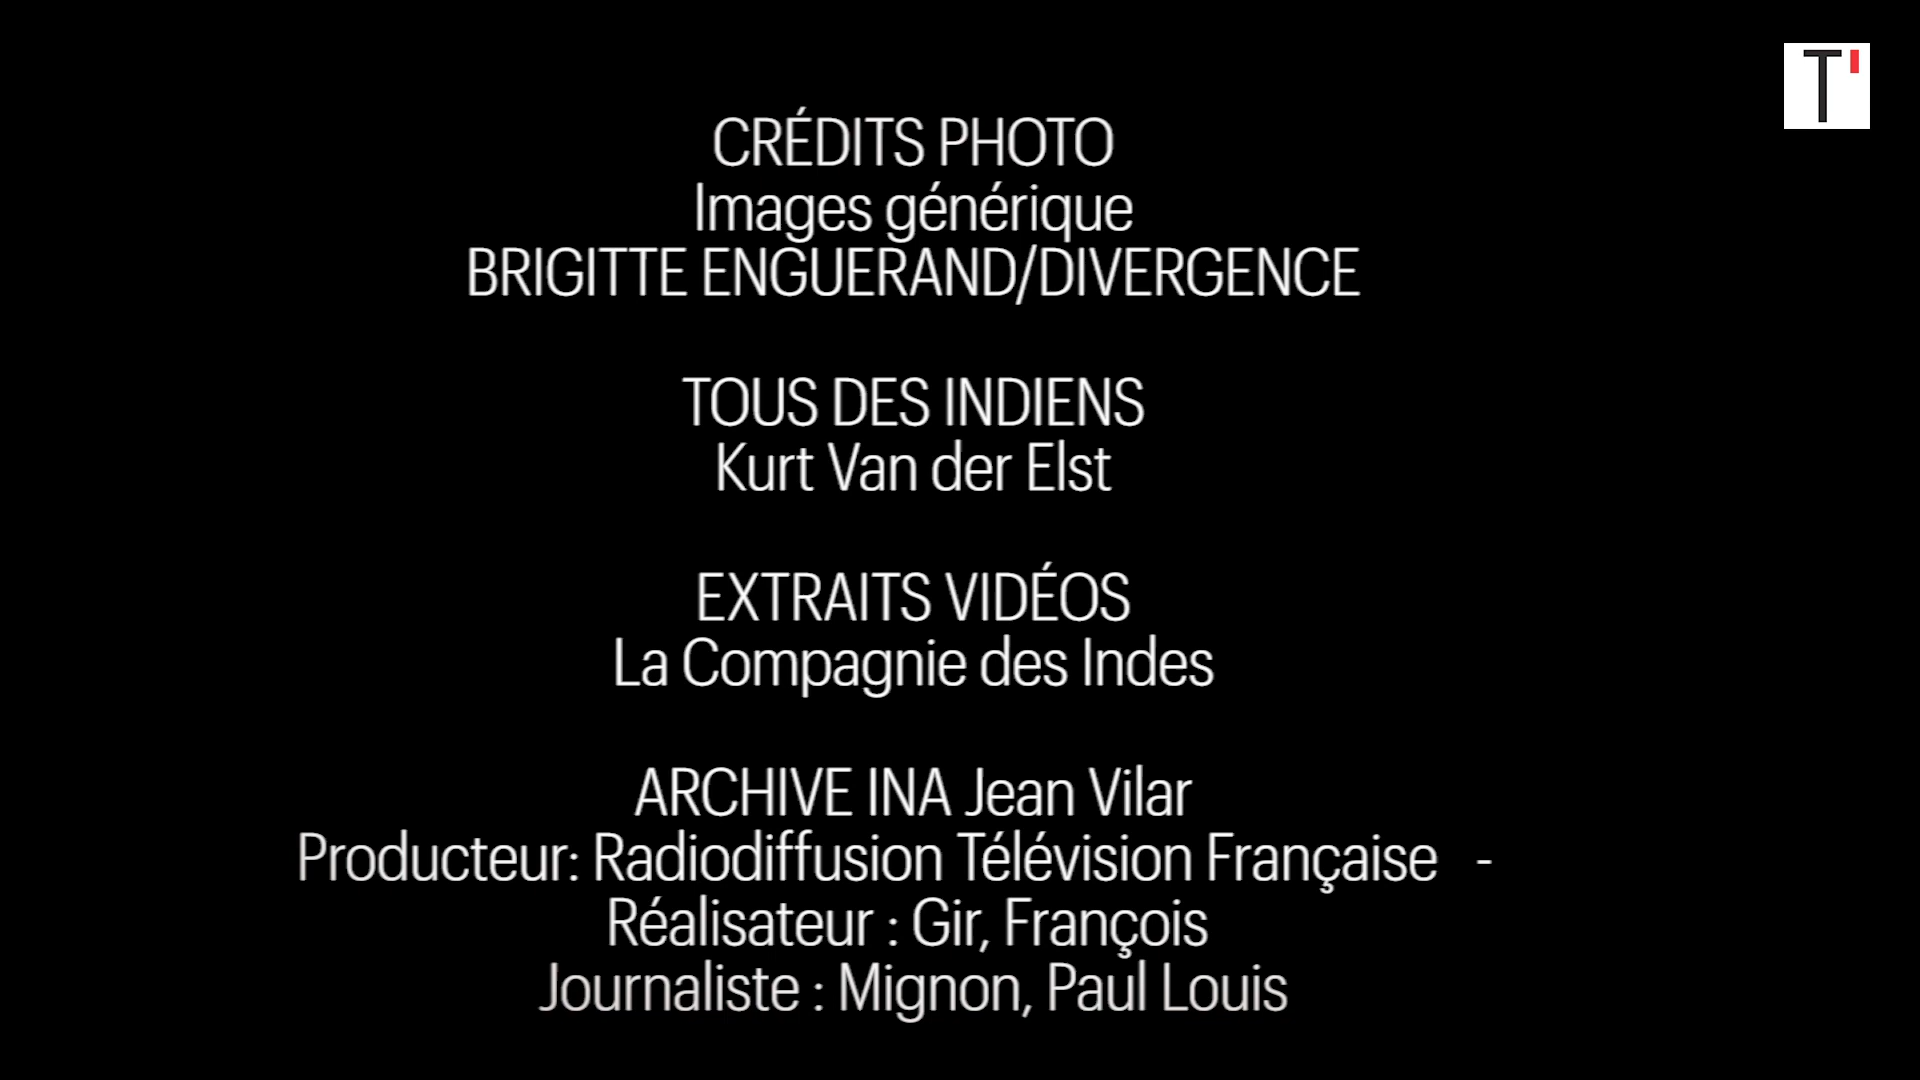 T'
CRÉDITS PHOTO
Images générique
BRIGITTE ENGUERAND/DIVERGENCE
TOUS DES INDIENS
Kurt Van der Elst
EXTRAITS VIDÉOS
La Compagnie des Indes
ARCHIVE INA Jean Vilar
Producteur: Radiodiffusion Télévision Française -
Réalisateur : Gir, François
Journaliste : Mignon, Paul Louis